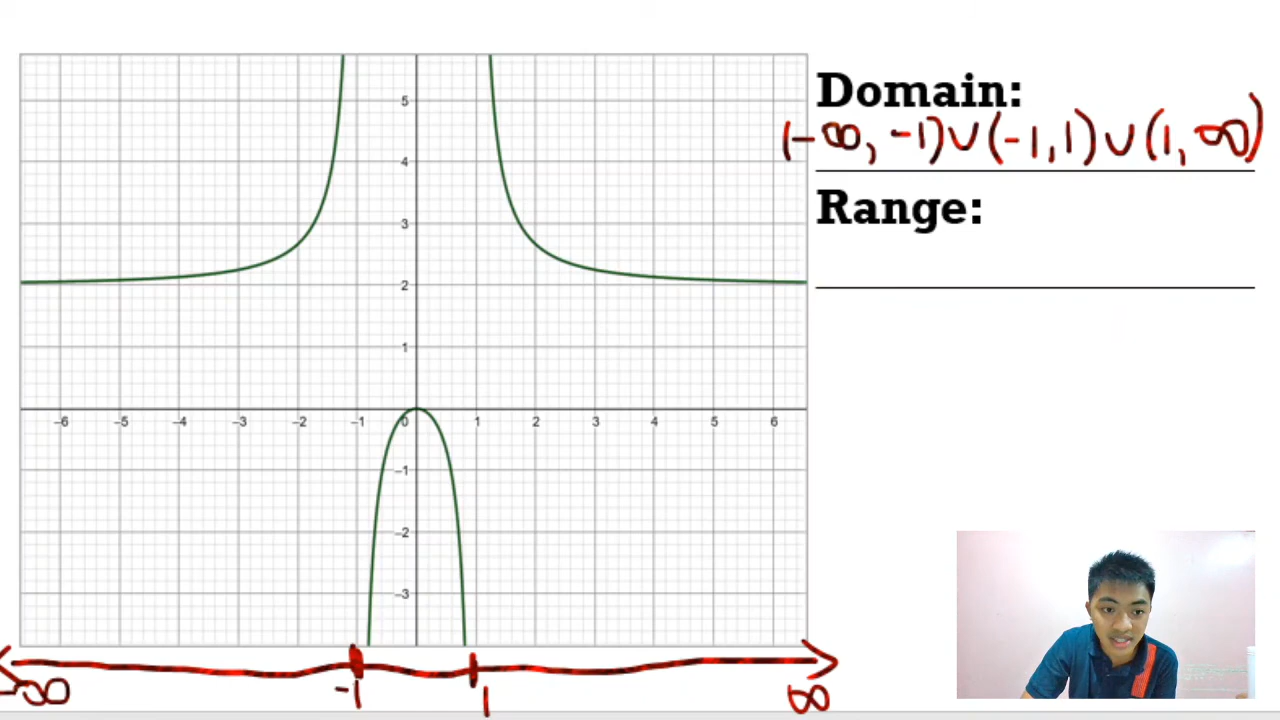 Domain:
(-∞, -1) ∪ (-1, 1) ∪ (1, ∞)
Range:
5
4
3
2
1
-6 -5 -4 -3 -2 -1 0 1 2 3 4 5 6
-1
-2
-3
-∞ -1 1 ∞